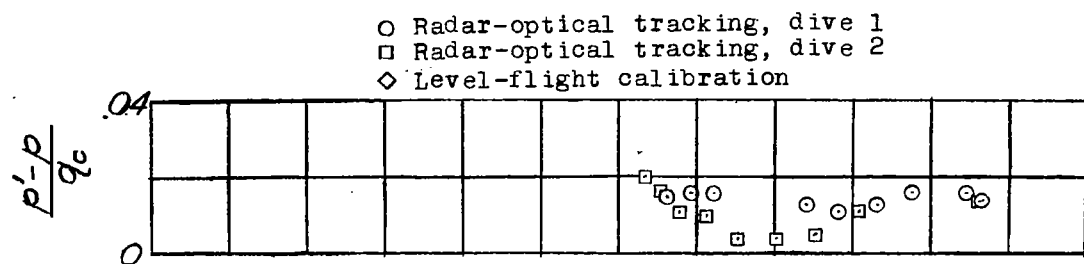 ○ Radar-optical tracking, dive 1
□ Radar-optical tracking, dive 2
◇ Level-flight calibration
.04
p'-p
qc
0